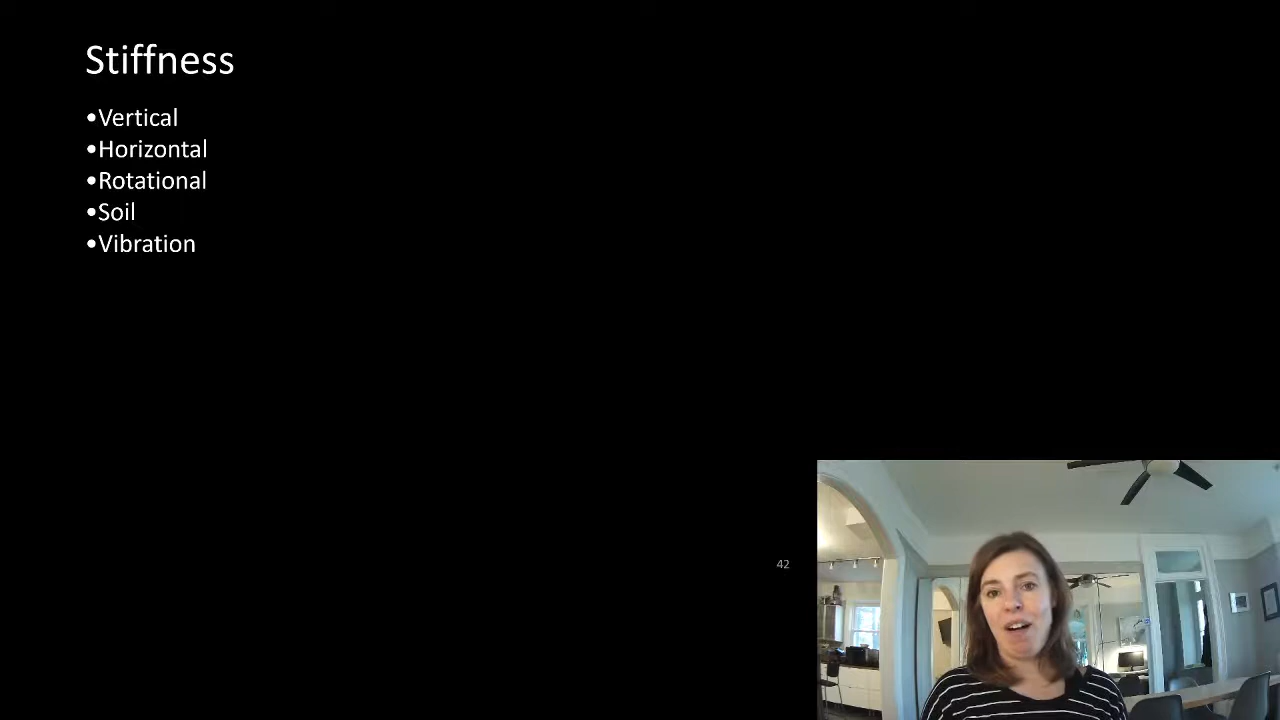 Stiffness
•Vertical
•Horizontal
•Rotational
•Soil
•Vibration
42